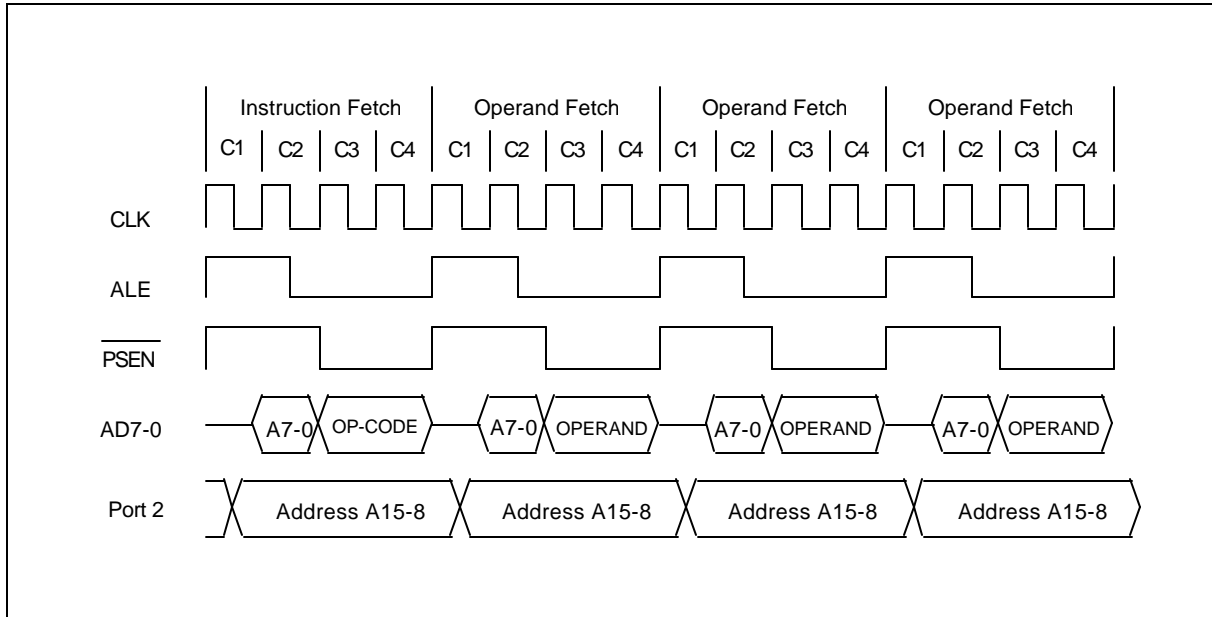 Instruction Fetch Operand Fetch Operand Fetch Operand Fetch
C1 C2 C3 C4 C1 C2 C3 C4 C1 C2 C3 C4 C1 C2 C3 C4
CLK
ALE
PSEN
AD7-0 A7-0 OP-CODE A7-0 OPERAND A7-0 OPERAND A7-0 OPERAND
Port 2 Address A15-8 Address A15-8 Address A15-8 Address A15-8